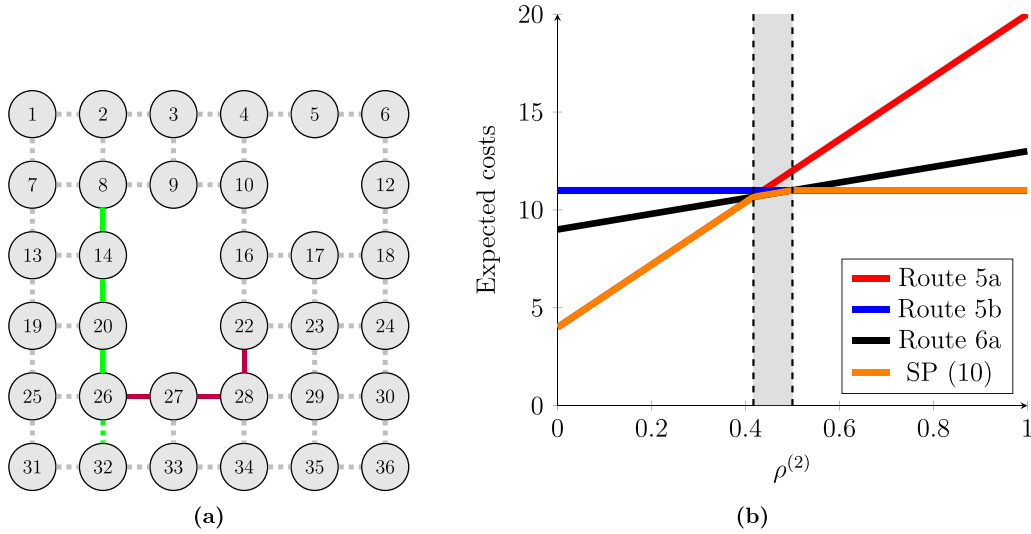 1 2 3 4 5 6
7 8 9 10 12
13 14 16 17 18
19 20 22 23 24
25 26 27 28 29 30
31 32 33 34 35 36
(a)
Expected costs
20
15
10
5
0
0 0.2 0.4 0.6 0.8 1
ρ⁽²⁾
Route 5a
Route 5b
Route 6a
SP (10)
(b)